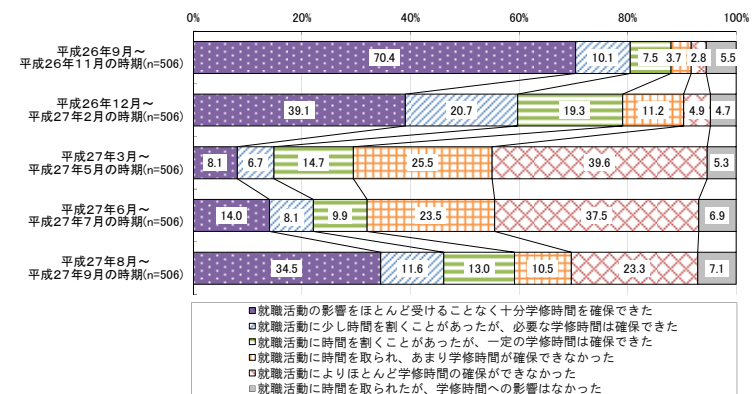 0% 20% 40% 60% 80% 100%
平成26年9月～
平成26年11月の時期(n=506)
70.4 10.1 7.5 3.7 2.8 5.5
平成26年12月～
平成27年2月の時期(n=506)
39.1 20.7 19.3 11.2 4.9 4.7
平成27年3月～
平成27年5月の時期(n=506)
8.1 6.7 14.7 25.5 39.6 5.3
平成27年6月～
平成27年7月の時期(n=506)
14.0 8.1 9.9 23.5 37.5 6.9
平成27年8月～
平成27年9月の時期(n=506)
34.5 11.6 13.0 10.5 23.3 7.1
就職活動の影響をほとんど受けることなく十分学修時間を確保できた
就職活動に少し時間を割くことがあったが、必要な学修時間は確保できた
就職活動に時間を割くことがあったが、一定の学修時間は確保できた
就職活動に時間を取られ、あまり学修時間が確保できなかった
就職活動によりほとんど学修時間の確保ができなかった
就職活動に時間を取られたが、学修時間への影響はなかった